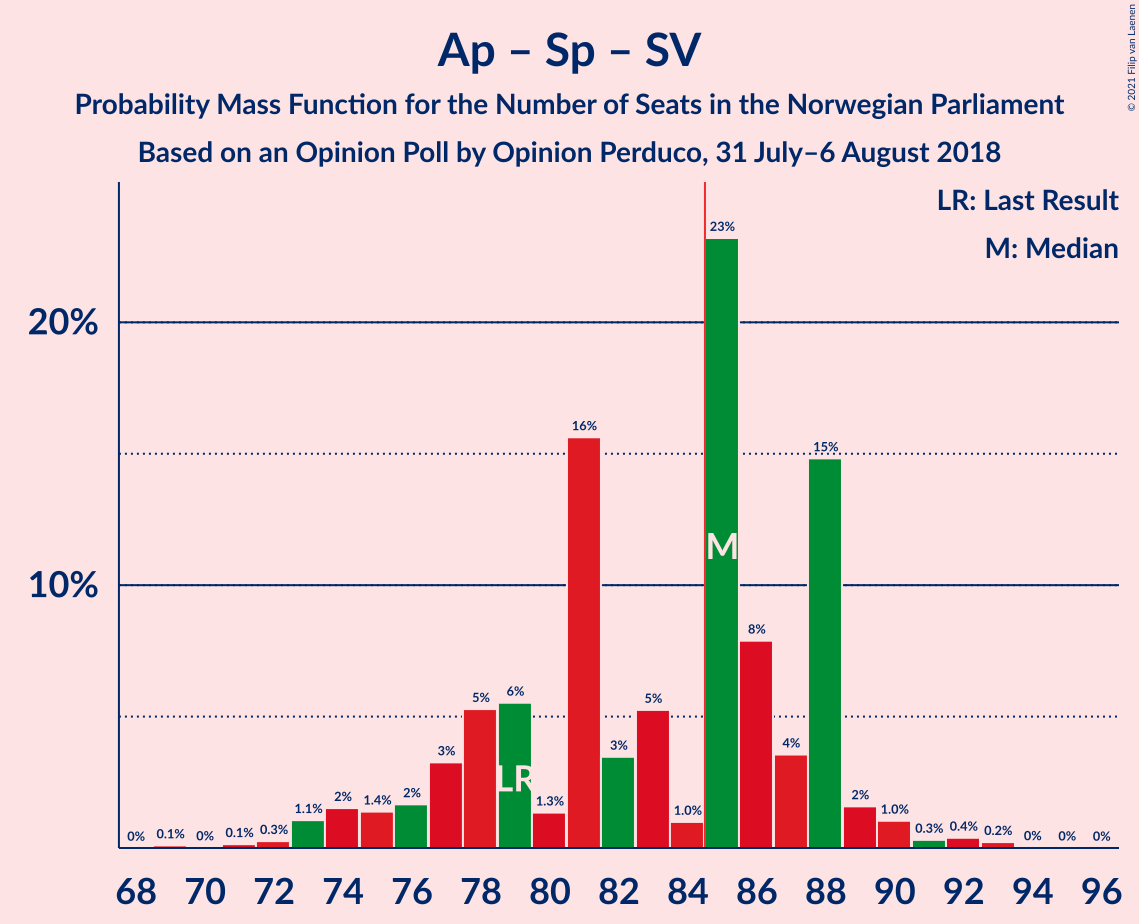 Ap – Sp – SV
Probability Mass Function for the Number of Seats in the Norwegian Parliament
Based on an Opinion Poll by Opinion Perduco, 31 July–6 August 2018
© 2021 Filip van Laenen
LR: Last Result
M: Median
20%
10%
0% 0.1% 0% 0.1% 0.3% 1.1% 2% 1.4% 2% 3% 5% 6% 1.3% 16% 3% 5% 1.0% 23% 8% 4% 15% 2% 1.0% 0.3% 0.4% 0.2% 0% 0% 0%
LR
M
68 70 72 74 76 78 80 82 84 86 88 90 92 94 96